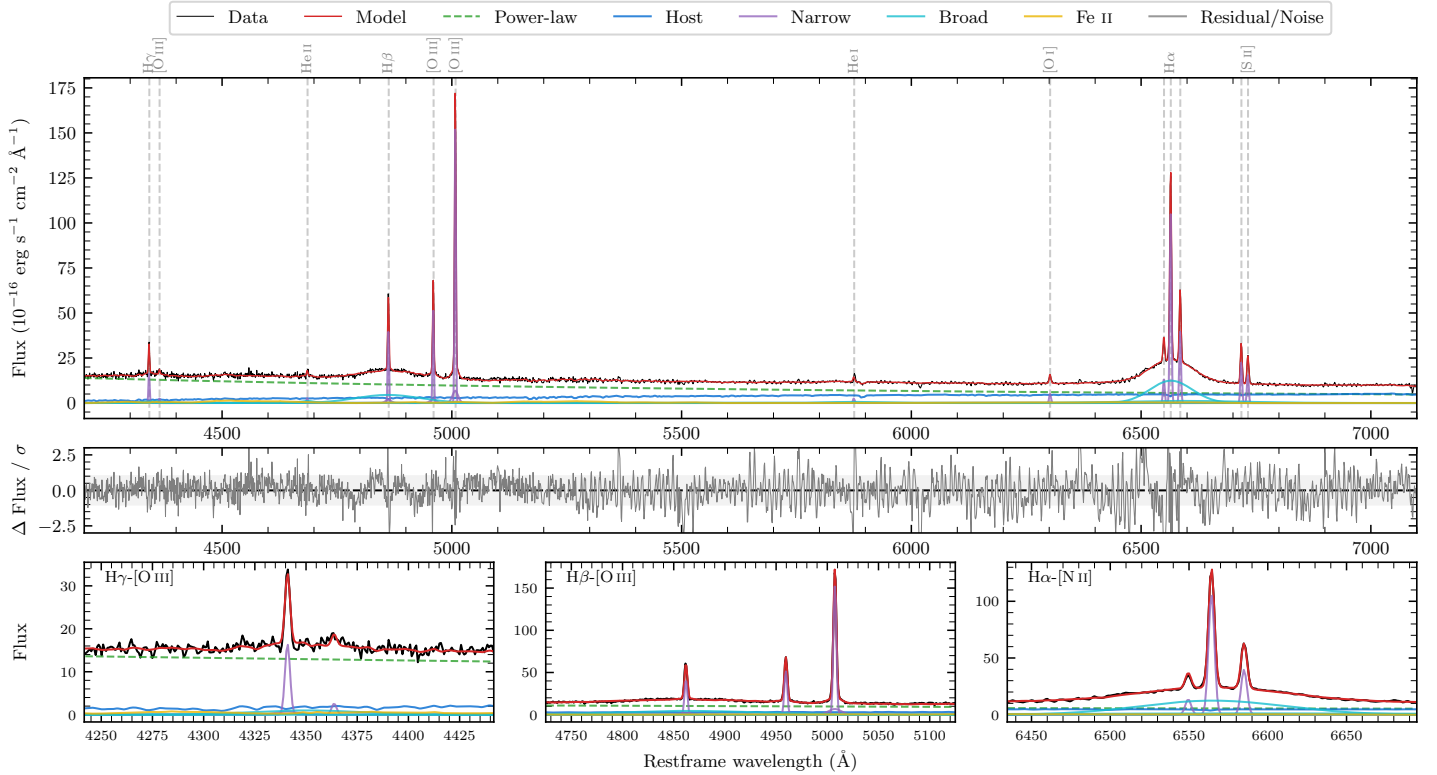 Data Model Power-law Host Narrow Broad Fe II Residual/Noise
Hγ [O III] He II Hβ [O III] [O III] He I [O I] Hα [S II]
Flux (10⁻¹⁶ erg s⁻¹ cm⁻² Å⁻¹)
175
150
125
100
75
50
25
0
4500 5000 5500 6000 6500 7000
Δ Flux / σ
2.5
0.0
−2.5
4500 5000 5500 6000 6500 7000
Flux
Hγ-[O III]
30
20
10
0
4250 4275 4300 4325 4350 4375 4400 4425
Hβ-[O III]
150
100
50
0
4750 4800 4850 4900 4950 5000 5050 5100
Hα-[N II]
100
50
0
6450 6500 6550 6600 6650
Restframe wavelength (Å)